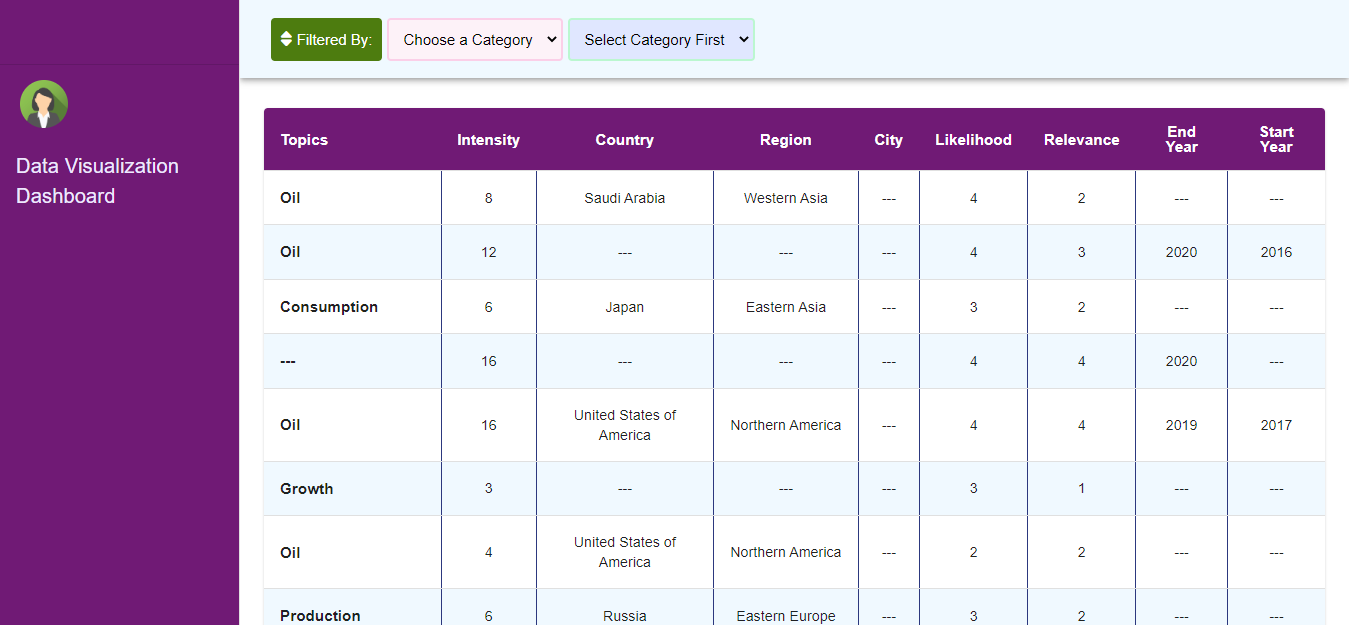 Filtered By: Choose a Category Select Category First
Data Visualization
Dashboard
Topics Intensity Country Region City Likelihood Relevance End Year Start Year
Oil 8 Saudi Arabia Western Asia --- 4 2 --- ---
Oil 12 --- --- --- 4 3 2020 2016
Consumption 6 Japan Eastern Asia --- 3 2 --- ---
--- 16 --- --- --- 4 4 2020 ---
Oil 16 United States of America Northern America --- 4 4 2019 2017
Growth 3 --- --- --- 3 1 --- ---
Oil 4 United States of America Northern America --- 2 2 --- ---
Production 6 Russia Eastern Europe --- 3 2 --- ---